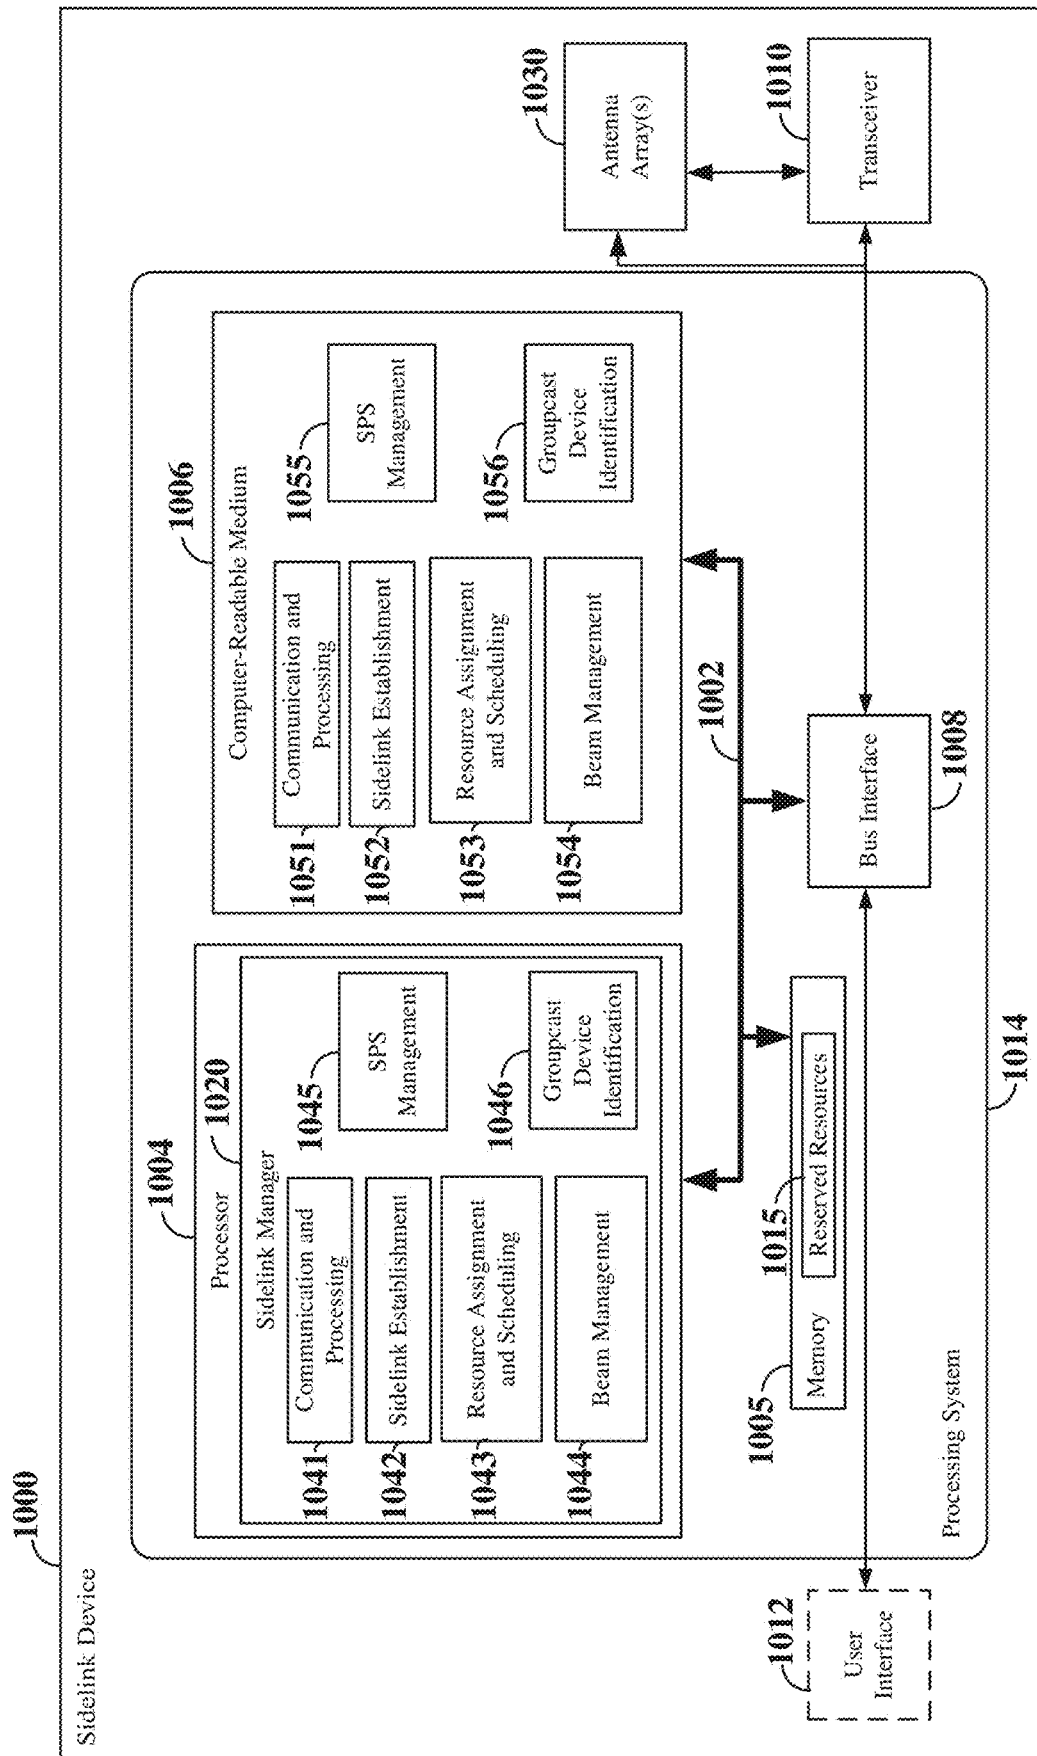 1000
Sidelink Device
1004
Processor
1020
Sidelink Manager
1041
Communication and
Processing
1042
Sidelink Establishment
1043
Resource Assignment
and Scheduling
1044
Beam Management
1045
SPS
Management
1046
Groupcast
Device
Identification
1006
Computer-Readable Medium
1051
Communication and
Processing
1052
Sidelink Establishment
1053
Resource Assignment
and Scheduling
1054
Beam Management
1055
SPS
Management
1056
Groupcast
Device
Identification
1030
Antenna
Array(s)
1010
Transceiver
1002
1005
Memory
1015
Reserved Resources
Bus Interface
1008
1012
User
Interface
Processing System
1014